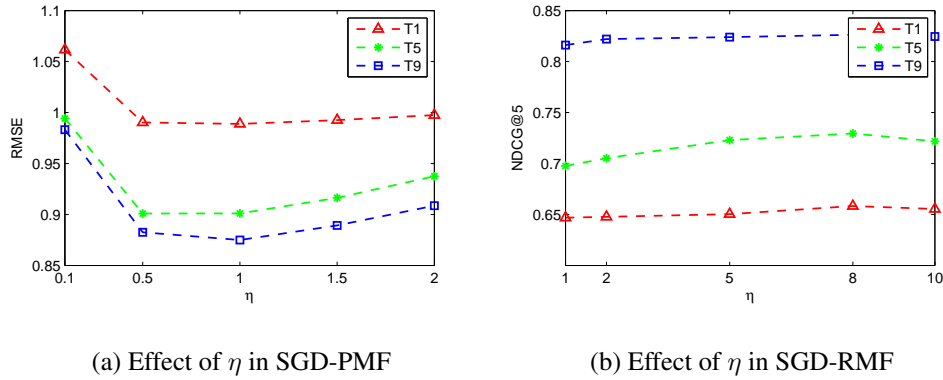 1.1
1.05
1
0.95
0.9
0.85
RMSE
0.1
0.5
1
1.5
2
η
T1
T5
T9
(a) Effect of η in SGD-PMF
0.85
0.8
0.75
0.7
0.65
NDCG@5
1
2
5
8
10
η
T1
T5
T9
(b) Effect of η in SGD-RMF